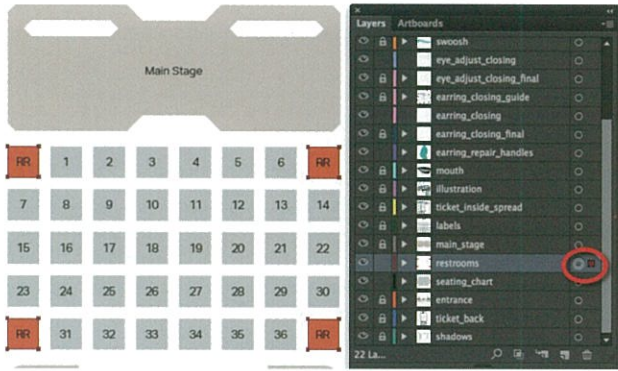 Main Stage
RR 1 2 3 4 5 6 RR
7 8 9 10 11 12 13 14
15 16 17 18 19 20 21 22
23 24 25 26 27 28 29 30
RR 31 32 33 34 35 36 RR
Layers Artboards
swoosh
eye_adjust_closing
eye_adjust_closing_final
earring_closing_guide
earring_closing
earring_closing_final
earring_repair_handles
mouth
illustration
ticket_inside_spread
labels
main_stage
restrooms
seating_chart
entrance
ticket_back
shadows
22 La...